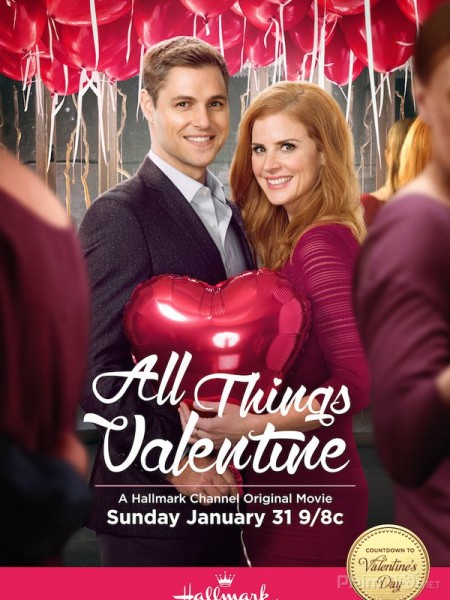 All Things
Valentine
A Hallmark Channel Original Movie
Sunday January 31 9/8c
COUNTDOWN TO
Valentine's
Day
Hallmark